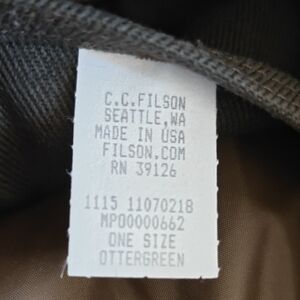 C.C.FILSON
SEATTLE,WA
MADE IN USA
FILSON.COM
RN 39126
1115 11070218
MP00000662
ONE SIZE
OTTERGREEN